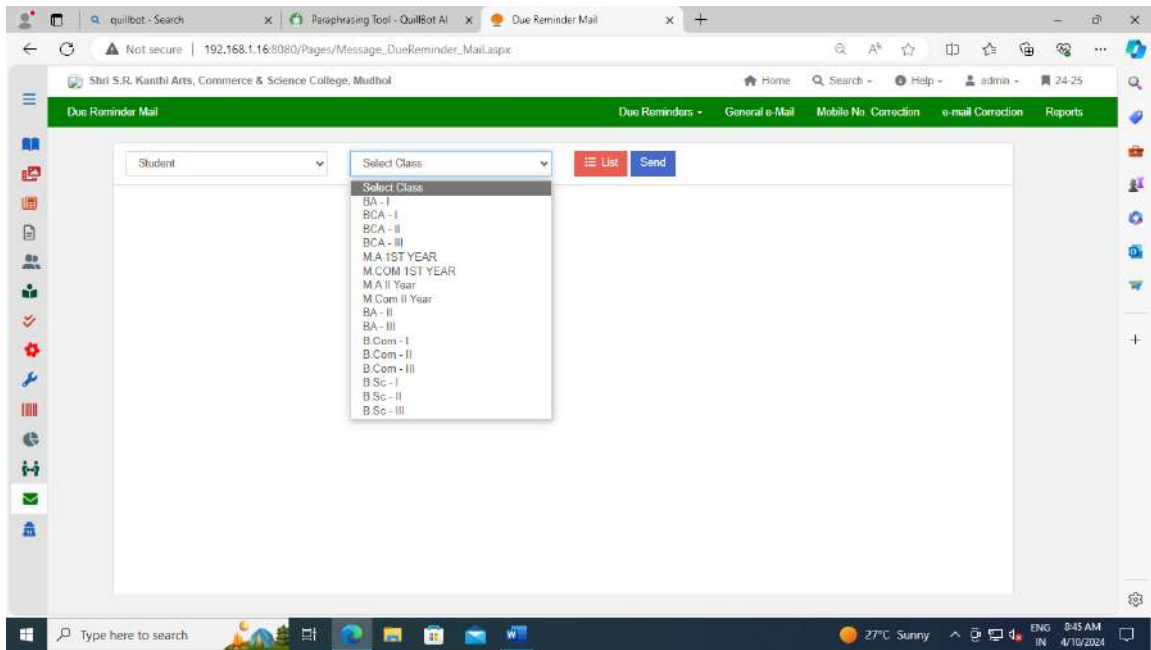 quillbot - Search
Paraphrasing Tool - QuillBot AI
Due Reminder Mail
Not secure | 192.168.1.16:8080/Pages/Message_DueReminder_Mail.aspx
Shri S.R. Kanthi Arts, Commerce & Science College, Mudhol
Home Search Help admin 24-25
Due Reminder Mail
Due Reminders General e-Mail Mobile No. Correction e-mail Correction Reports
Student Select Class List Send
Select Class
BA - I
BCA - I
BCA - II
BCA - III
M.A 1ST YEAR
M.COM 1ST YEAR
M.A II Year
M.Com II Year
BA - II
BA - III
B.Com - I
B.Com - II
B.Com - III
B.Sc - I
B.Sc - II
B.Sc - III
Type here to search
27°C Sunny
ENG 8:45 AM
IN 4/10/2024